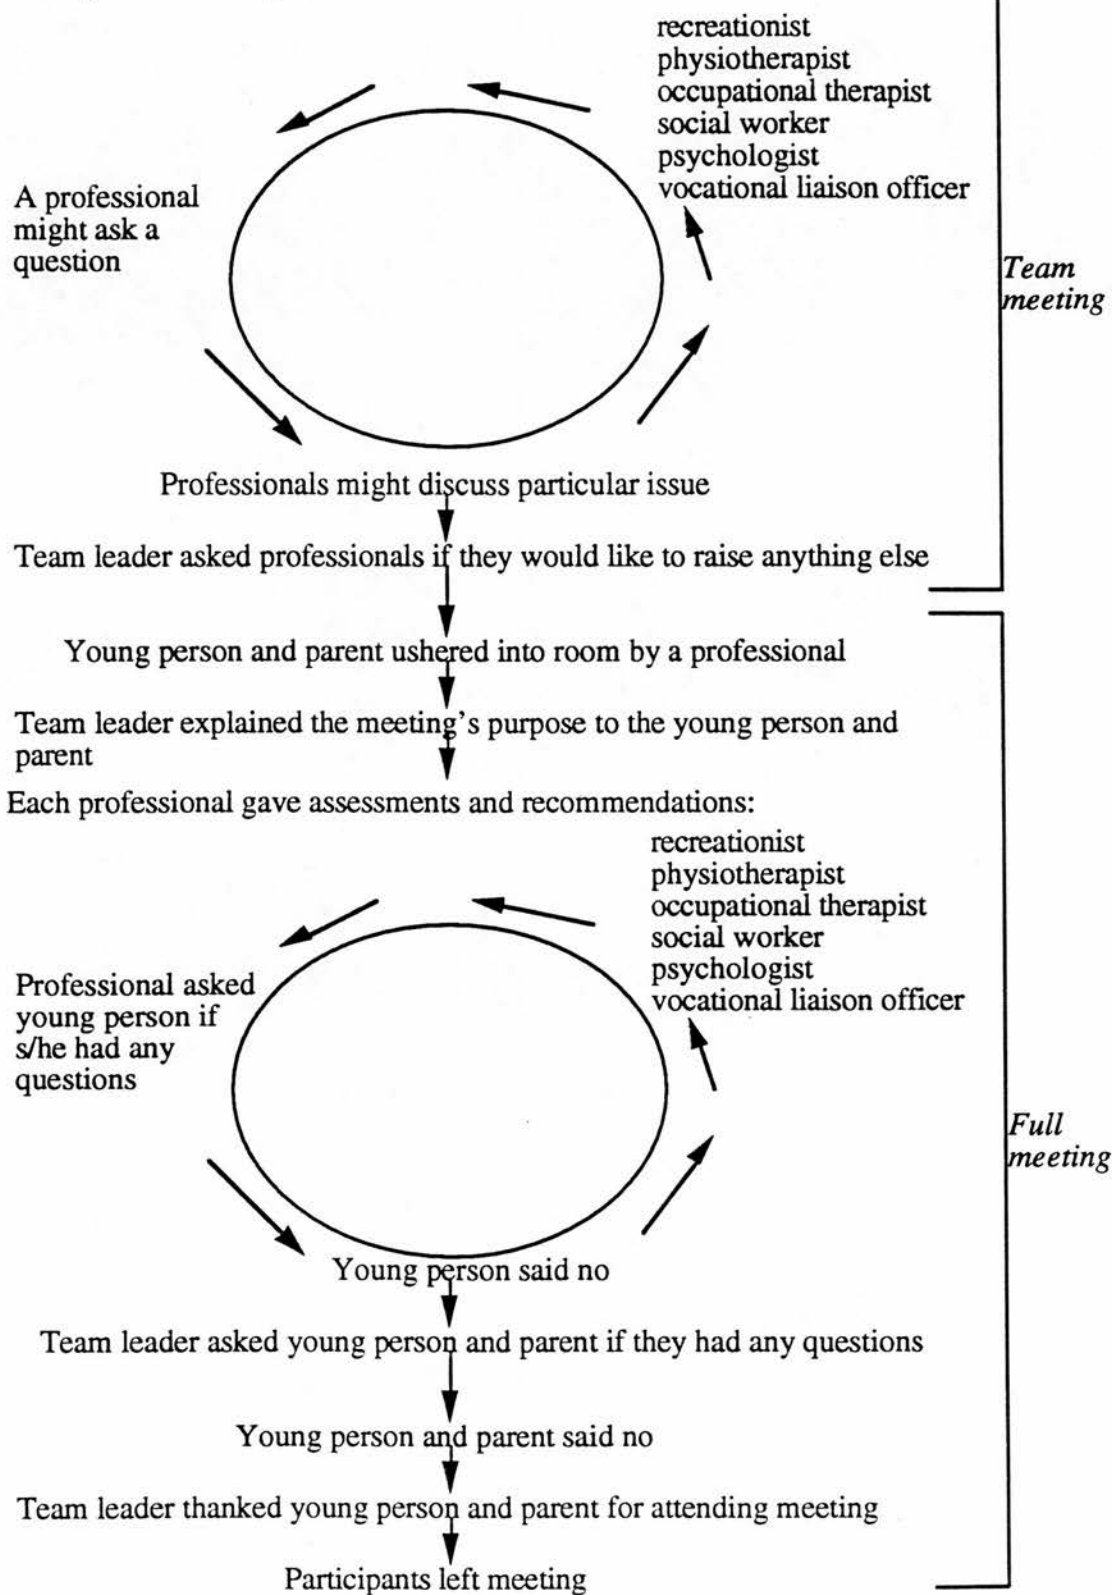 recreationist
physiotherapist
occupational therapist
social worker
psychologist
vocational liaison officer
A professional
might ask a
question
Team
meeting
Professionals might discuss particular issue
Team leader asked professionals if they would like to raise anything else
Young person and parent ushered into room by a professional
Team leader explained the meeting's purpose to the young person and
parent
Each professional gave assessments and recommendations:
recreationist
physiotherapist
occupational therapist
social worker
psychologist
vocational liaison officer
Professional asked
young person if
s/he had any
questions
Full
meeting
Young person said no
Team leader asked young person and parent if they had any questions
Young person and parent said no
Team leader thanked young person and parent for attending meeting
Participants left meeting